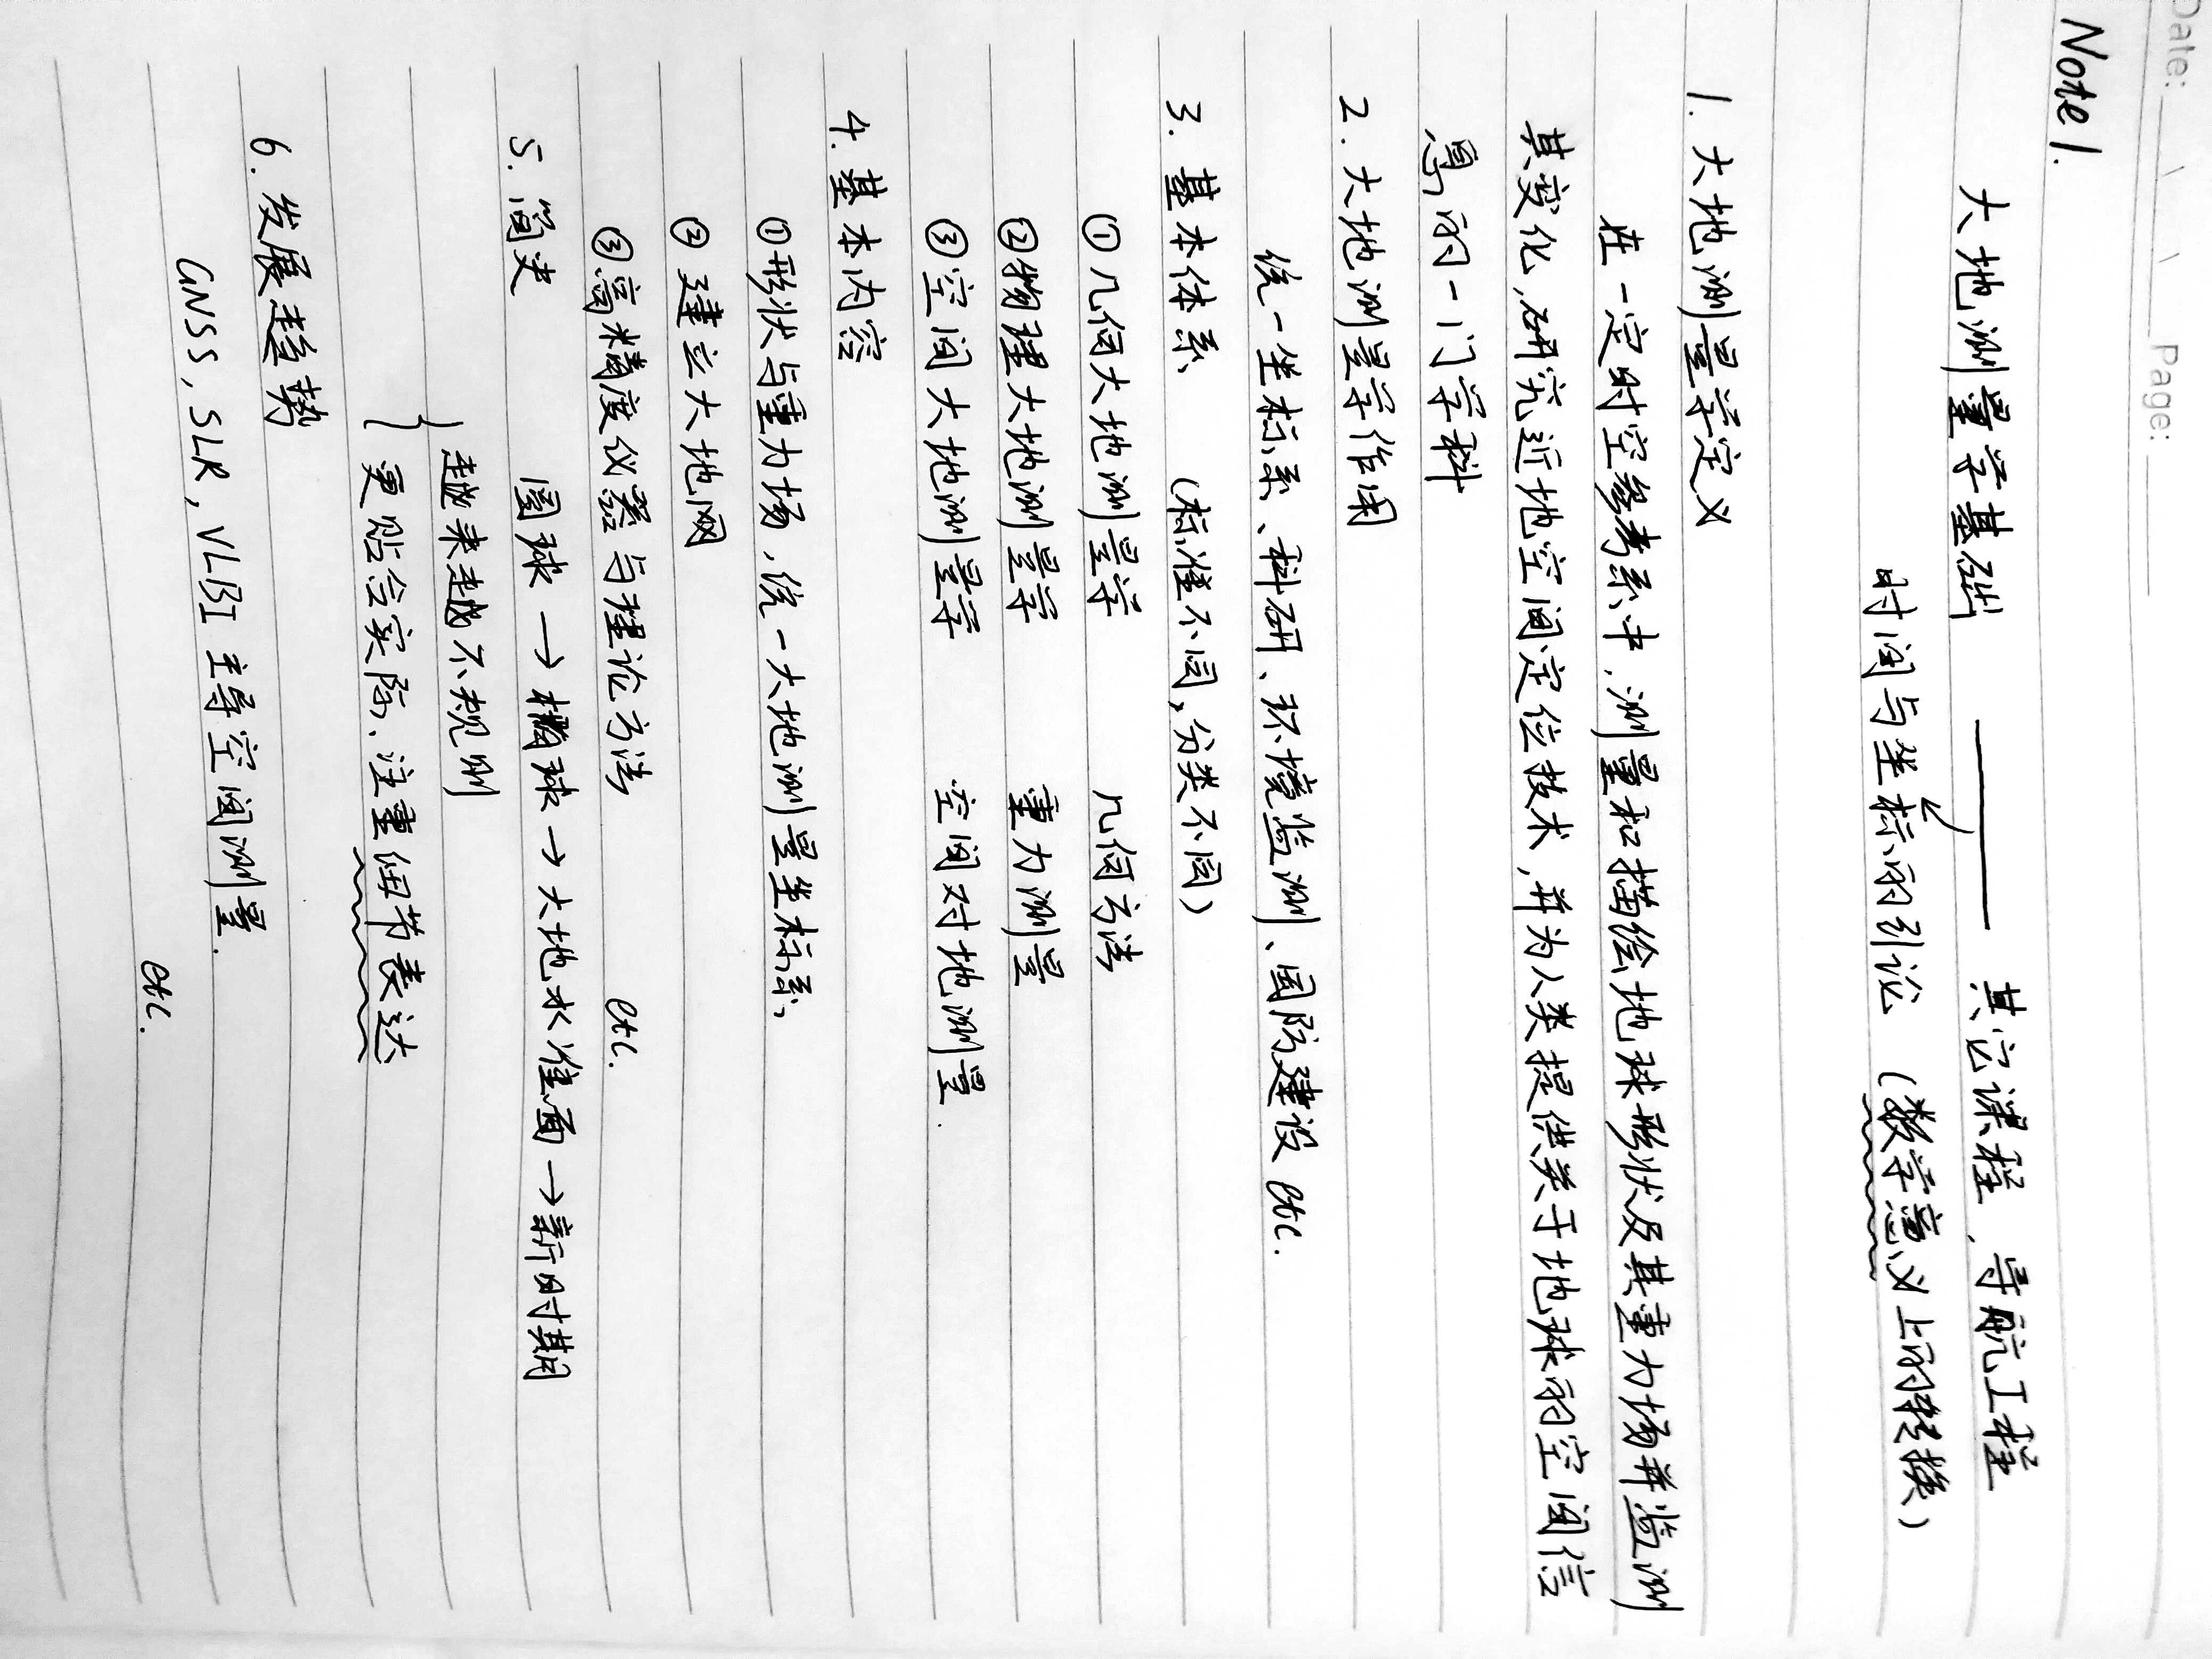 Date: \ \ Page:
Note 1.
大地测量学基础 —— 其它课程，导航工程
时间与坐标的引论 （数学意义上的转换）
1. 大地测量学定义
在一定时空参考系中，测量和描绘地球形状及其重力场并监测
其变化，研究近地空间定位技术，并为人类提供关于地球的空间信
息的一门学科
2. 大地测量学作用
统一坐标系、科研、环境监测、国防建设 etc.
3. 基本体系 （标准不同，分类不同）
①几何大地测量学 几何方法
②物理大地测量学 重力测量
③空间大地测量学 空间对地测量.
4. 基本内容
①形状与重力场，统一大地测量坐标系
② 建立大地网
③高精度仪器与理论方法 etc.
5. 简史 圆球 → 椭球 → 大地水准面 → 新时期
{ 越来越不规则
更贴合实际、注重细节表达
6. 发展趋势
GNSS, SLR, VLBI 主导空间测量.
etc.